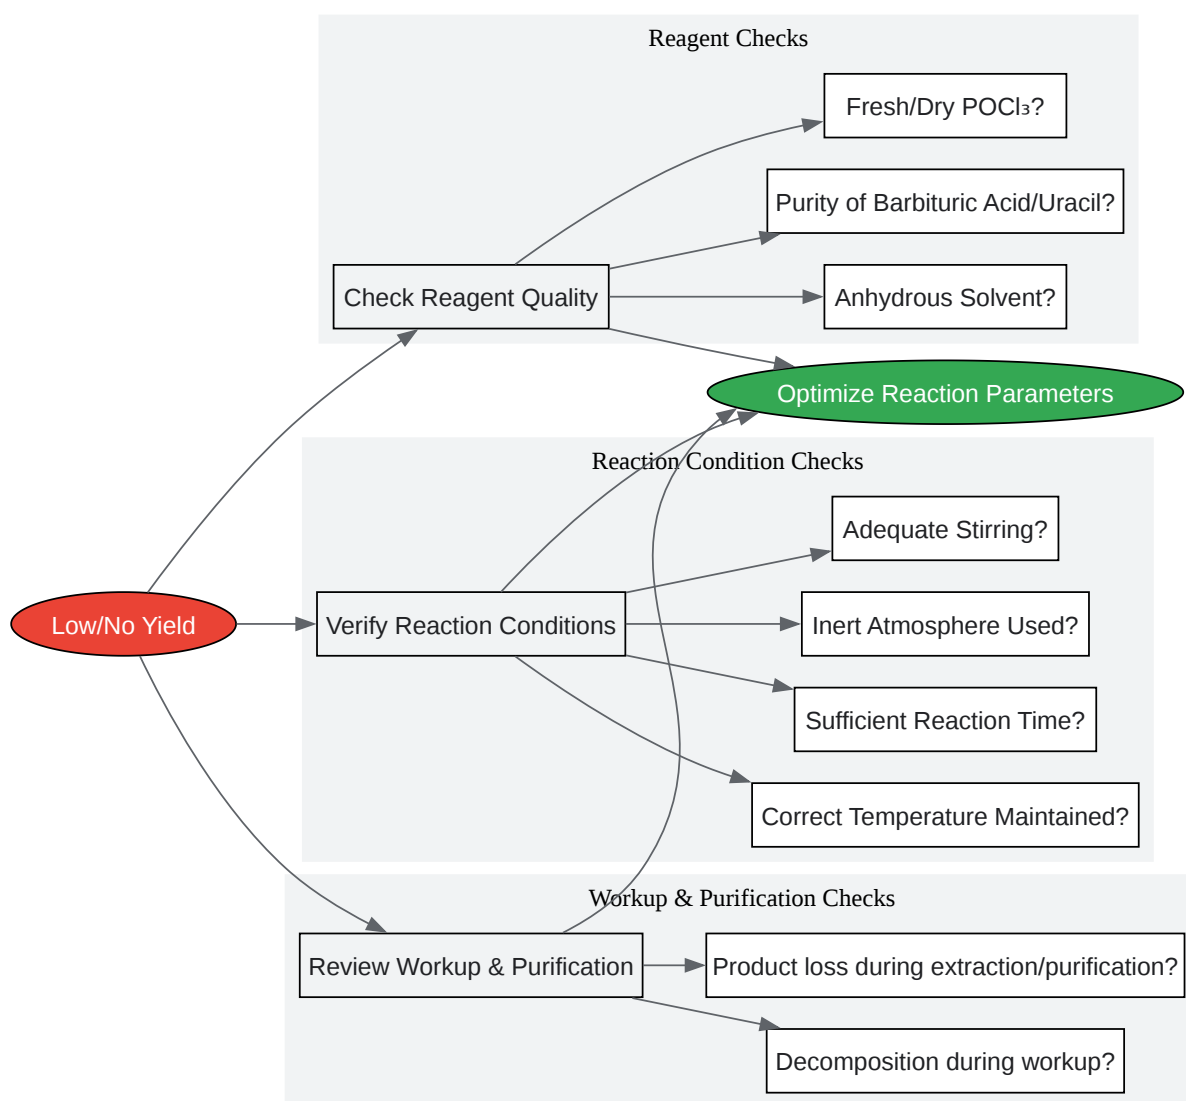 Reagent Checks
Fresh/Dry POCl₃?
Purity of Barbituric Acid/Uracil?
Check Reagent Quality
Anhydrous Solvent?
Optimize Reaction Parameters
Reaction Condition Checks
Adequate Stirring?
Low/No Yield
Verify Reaction Conditions
Inert Atmosphere Used?
Sufficient Reaction Time?
Correct Temperature Maintained?
Workup & Purification Checks
Review Workup & Purification
Product loss during extraction/purification?
Decomposition during workup?